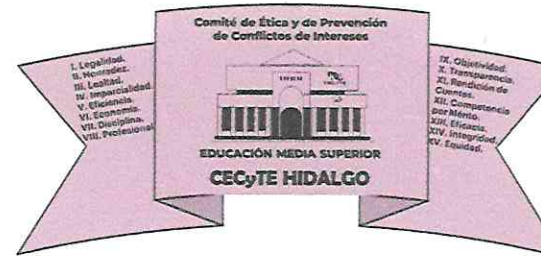 Comité de Ética y de Prevención
de Conflictos de Intereses
I. Legalidad.
II. Honradez.
III. Lealtad.
IV. Imparcialidad.
V. Eficiencia.
VI. Economía.
VII. Disciplina.
VIII. Profesional
EDUCACIÓN MEDIA SUPERIOR
CECyTE HIDALGO
IX. Objetividad.
X. Transparencia.
XI. Rendición de
Cuentas.
XII. Competencia
por Mérito.
XIII. Eficacia.
XIV. Integridad.
XV. Equidad.